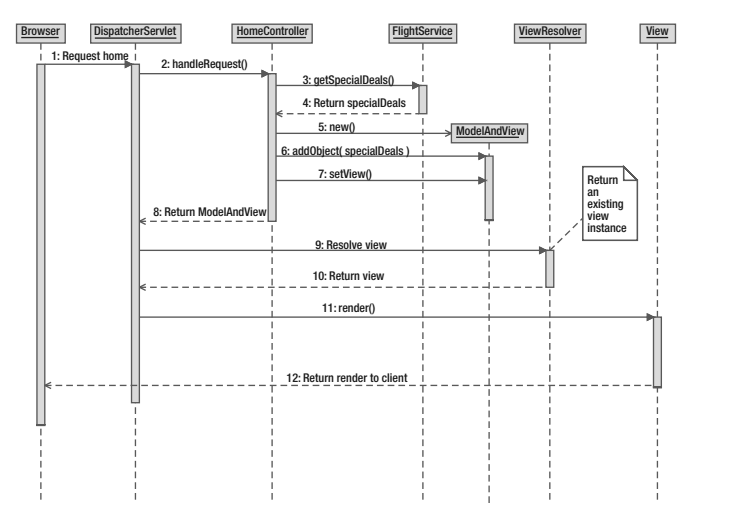 Browser
DispatcherServlet
HomeController
FlightService
ViewResolver
View
1: Request home
2: handleRequest()
3: getSpecialDeals()
4: Return specialDeals
5: new()
ModelAndView
6: addObject( specialDeals )
7: setView()
Return
an
existing
view
instance
8: Return ModelAndView
9: Resolve view
10: Return view
11: render()
12: Return render to client